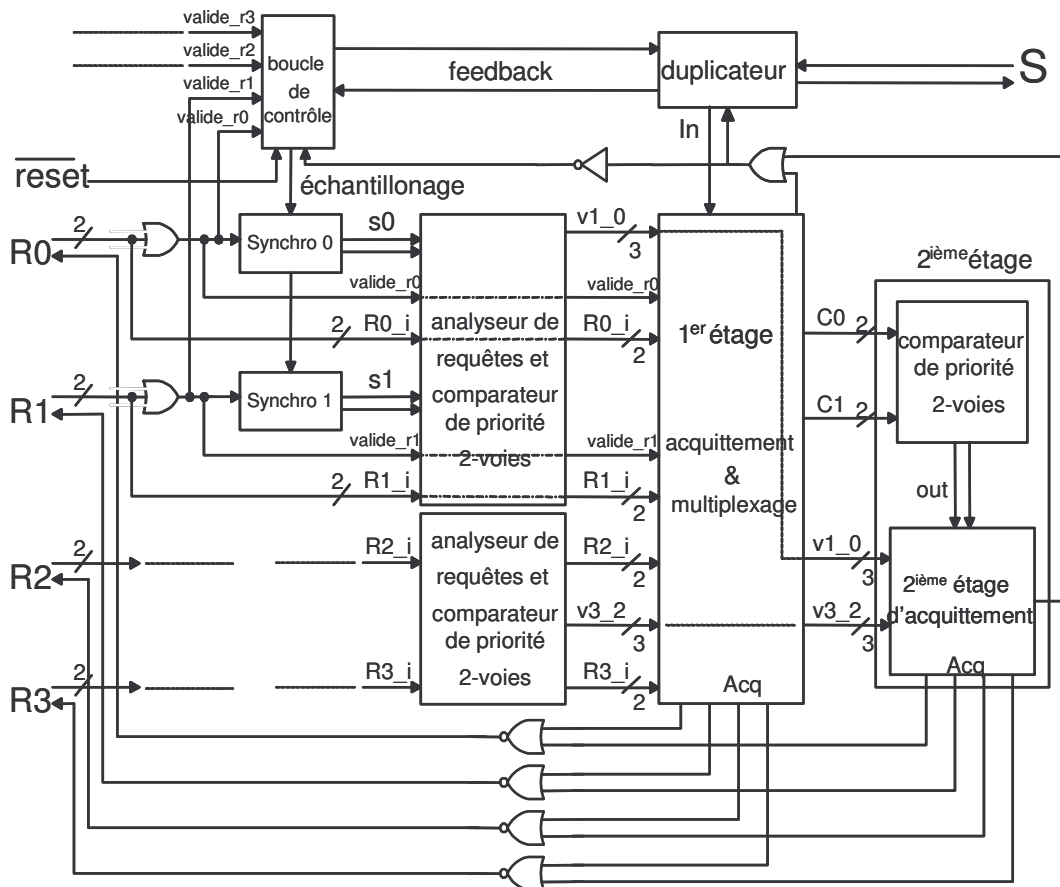 valide_r3
valide_r2
valide_r1
valide_r0
boucle
de
contrôle
feedback
duplicateur
S
In
reset
échantillonage
2
R0
Synchro 0
s0
v1_0
3
valide_r0
valide_r0
2
R0_i
R0_i
2
analyseur de
requêtes et
comparateur
de priorité
2-voies
1er étage
2ième étage
C0
2
comparateur
de priorité
2-voies
2
R1
Synchro 1
s1
C1
2
valide_r1
valide_r1
acquittement
&
multiplexage
2
R1_i
R1_i
2
out
2
R2
R2_i
analyseur de
requêtes et
comparateur
de priorité
2-voies
R2_i
2
v1_0
3
2ième étage
d'acquittement
v3_2
3
v3_2
3
2
R3
R3_i
R3_i
2
Acq
Acq